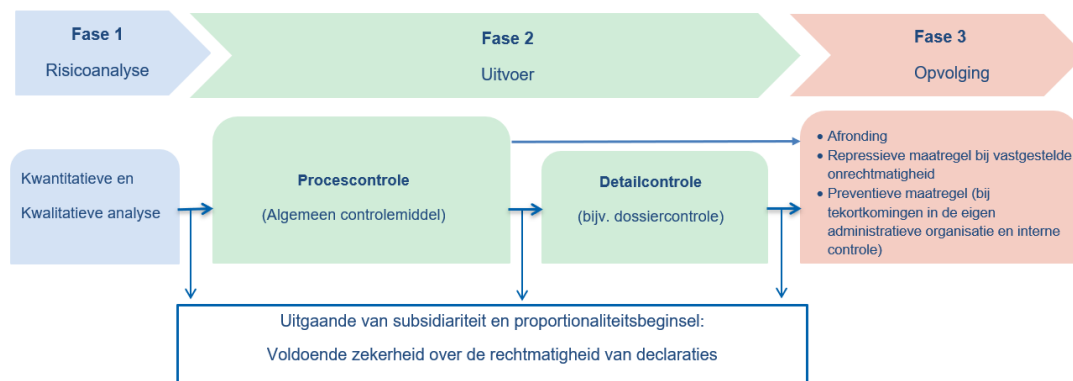 Fase 1
Risicoanalyse
Fase 2
Uitvoer
Fase 3
Opvolging
Kwantitatieve en
Kwalitatieve analyse
Procescontrole
(Algemeen controlemiddel)
Detailcontrole
(bijv. dossiercontrole)
• Afronding
• Repressieve maatregel bij vastgestelde
onrechtmatigheid
• Preventieve maatregel (bij
tekortkomingen in de eigen
administratieve organisatie en interne
controle)
Uitgaande van subsidiariteit en proportionaliteitsbeginsel:
Voldoende zekerheid over de rechtmatigheid van declaraties